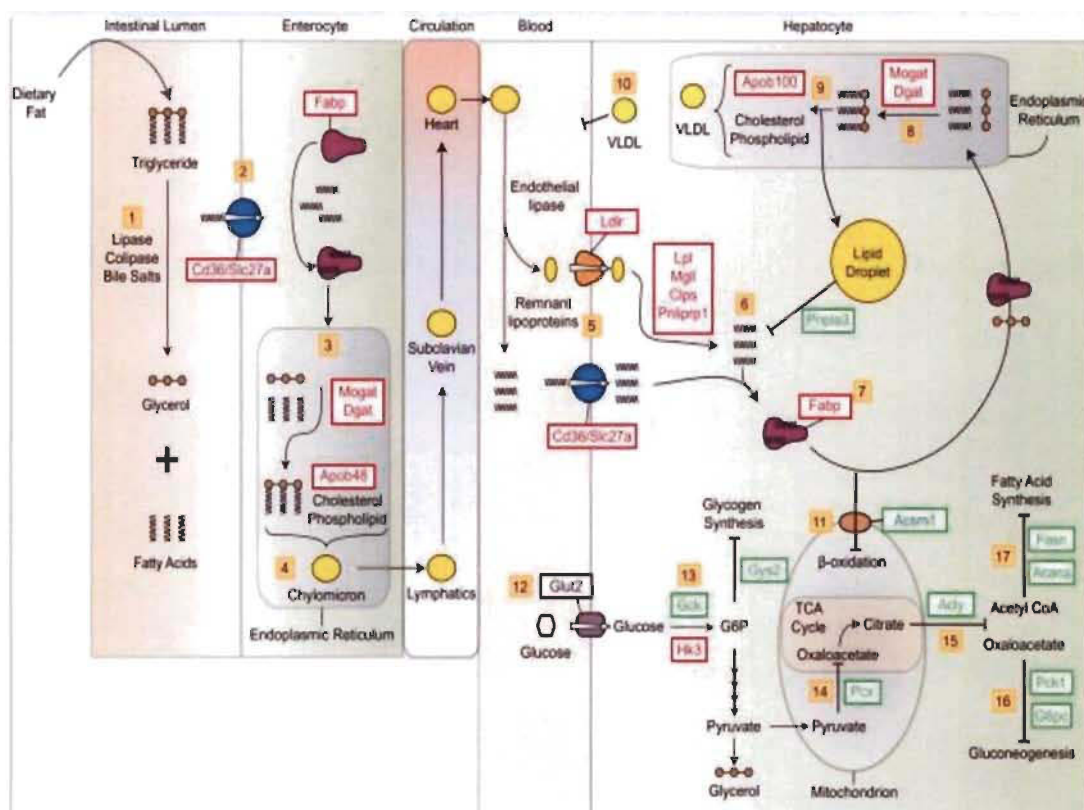 Intestinal Lumen
Enterocyte
Circulation
Blood
Hepatocyte
Dietary
Fat
Triglyceride
1
Lipase
Colipase
Bile Salts
Glycerol
+
Fatty Acids
2
Cd36/Slc27a
Fabp
3
Mogat
Dgat
Apob48
Cholesterol
Phospholipid
4
Chylomicron
Endoplasmic Reticulum
Heart
Subclavian
Vein
Lymphatics
10
VLDL
Endothelial
lipase
Ldlr
Remnant
lipoproteins
5
Cd36/Slc27a
Lpl
Mgll
Clps
Pnliprp1
6
VLDL
Apob100
Cholesterol
Phospholipid
9
Mogat
Dgat
8
Endoplasmic
Reticulum
Lipid
Droplet
Pnpla3
7
Fabp
12
Glut2
Glucose
Glucose
13
Gck
Hk3
G6P
Glycogen
Synthesis
Gys2
Pyruvate
Glycerol
11
Acsm1
β-oxidation
TCA
Cycle
Citrate
Oxaloacetate
14
Pcx
Pyruvate
Mitochondrion
Acly
15
Fatty Acid
Synthesis
17
Fasn
Acaca
Acetyl CoA
Oxaloacetate
16
Pck1
G6pc
Gluconeogenesis